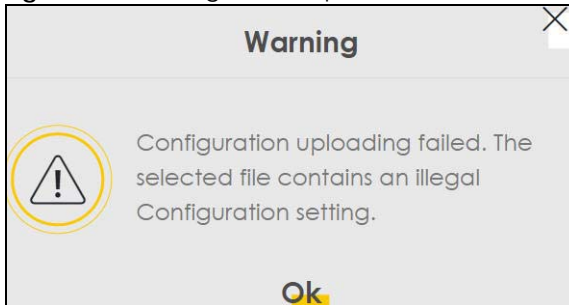 Warning
Configuration uploading failed. The
selected file contains an illegal
Configuration setting.
Ok